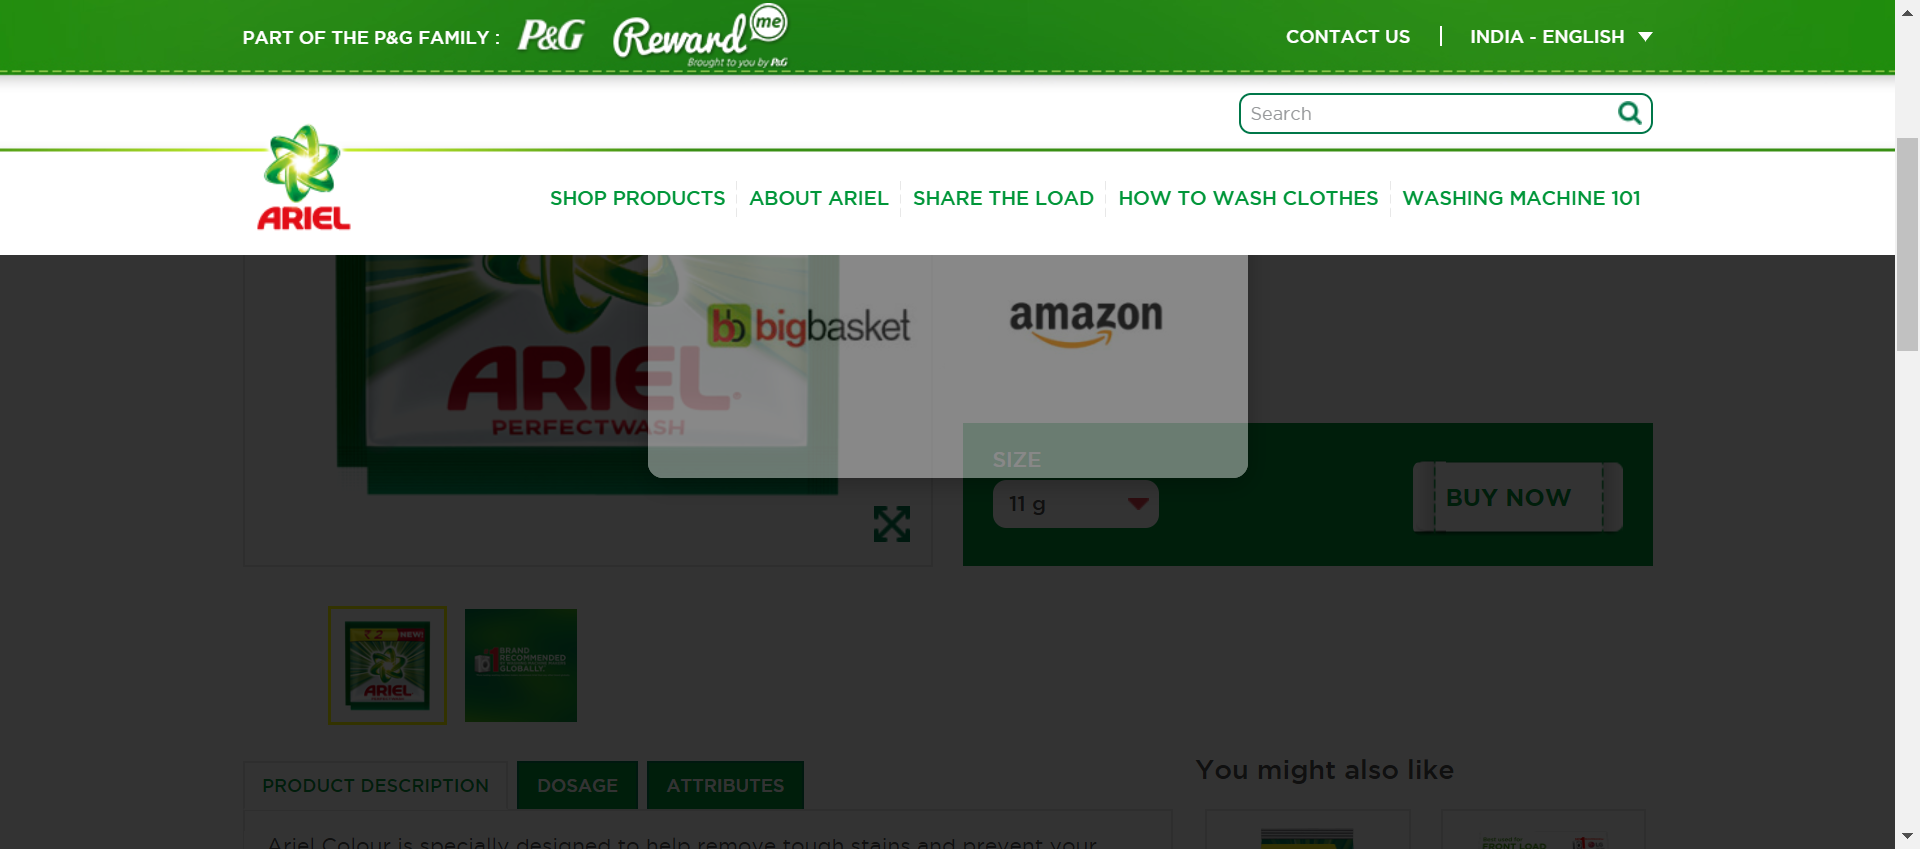 PART OF THE P&G FAMILY :
P&G
Reward me
Brought to you by P&G
CONTACT US
INDIA - ENGLISH
Search
ARIEL
SHOP PRODUCTS
ABOUT ARIEL
SHARE THE LOAD
HOW TO WASH CLOTHES
WASHING MACHINE 101
bb bigbasket
amazon
ARIEL
PERFECTWASH
SIZE
11 g
BUY NOW
₹ 2 NEW!
ARIEL
#1 BRAND
RECOMMENDED
GLOBALLY.
PRODUCT DESCRIPTION
DOSAGE
ATTRIBUTES
You might also like
Ariel Colour is specially designed to help remove tough stains and prevent your
FRONT LOAD